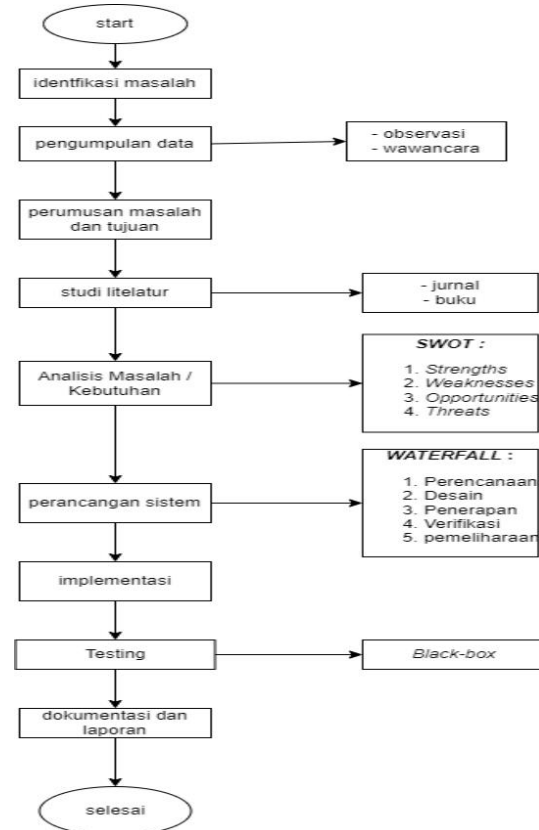 start
identfikasi masalah
pengumpulan data
- observasi
- wawancara
perumusan masalah
dan tujuan
studi litelatur
- jurnal
- buku
Analisis Masalah /
Kebutuhan
SWOT :
1. Strengths
2. Weaknesses
3. Opportunities
4. Threats
perancangan sistem
WATERFALL :
1. Perencanaan
2. Desain
3. Penerapan
4. Verifikasi
5. pemeliharaan
implementasi
Testing
Black-box
dokumentasi dan
laporan
selesai